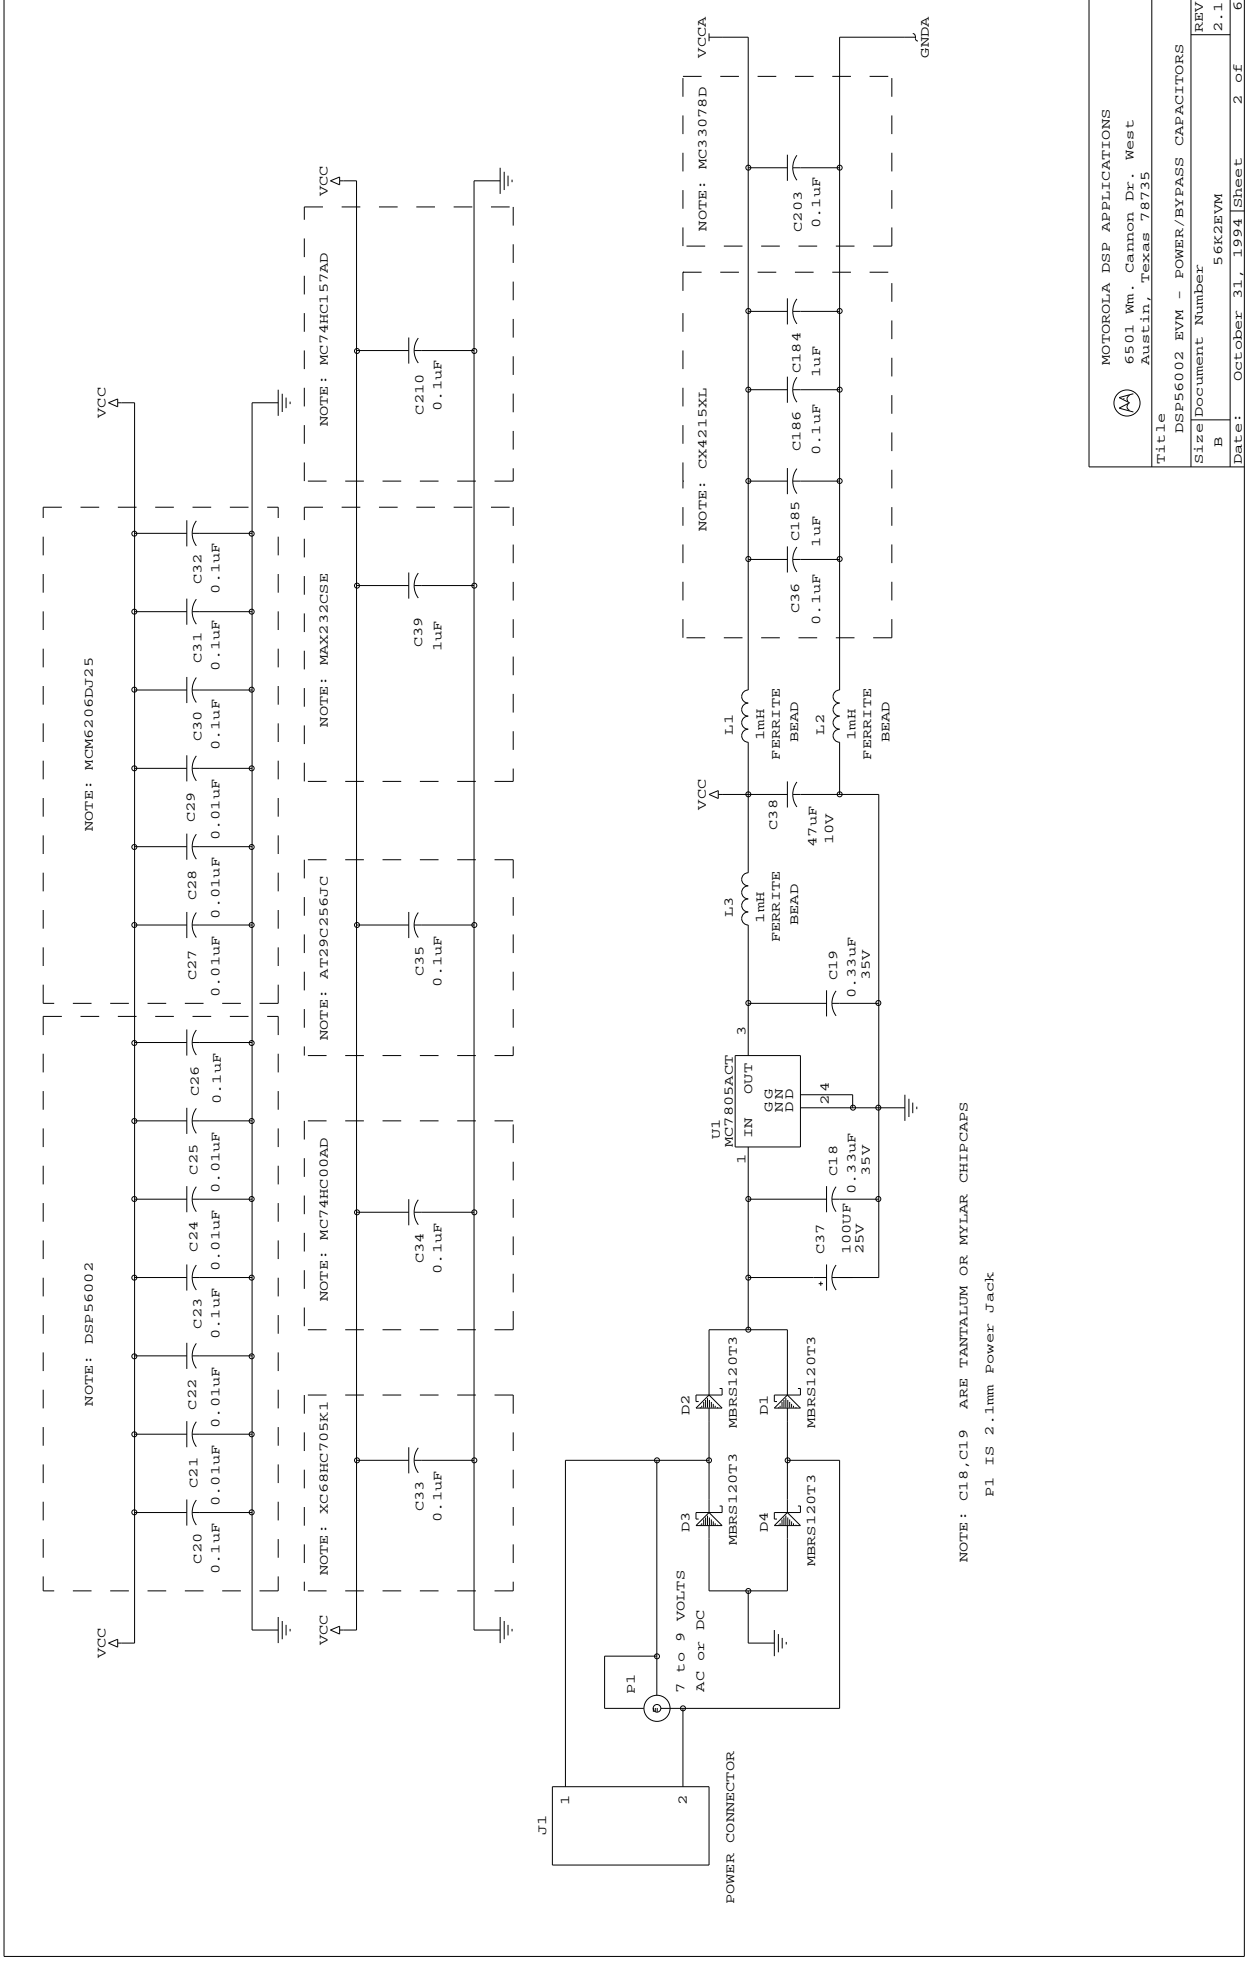 NOTE: DSP56002
NOTE: MCM6206DJ25
VCC
VCC
C20
0.1uF
C21
0.01uF
C22
0.01uF
C23
0.1uF
C24
0.01uF
C25
0.01uF
C26
0.1uF
C27
0.01uF
C28
0.01uF
C29
0.01uF
C30
0.1uF
C31
0.1uF
C32
0.1uF
NOTE: XC68HC705K1
NOTE: MC74HC00AD
NOTE: AT29C256JC
NOTE: MAX232CSE
NOTE: MC74HC157AD
VCC
VCC
C33
0.1uF
C34
0.1uF
C35
0.1uF
C39
1uF
C210
0.1uF
J1
1
2
POWER CONNECTOR
P1
7 to 9 VOLTS
AC or DC
D3
MBRS120T3
D2
MBRS120T3
D4
MBRS120T3
D1
MBRS120T3
C37
100UF
25V
C18
0.33uF
35V
U1
MC7805ACT
1
IN
OUT
3
GND
GND
2
4
C19
0.33uF
35V
L3
1mH
FERRITE
BEAD
VCC
C38
47uF
10V
L1
1mH
FERRITE
BEAD
L2
1mH
FERRITE
BEAD
NOTE: CX4215XL
C36
0.1uF
C185
1uF
C186
0.1uF
C184
1uF
NOTE: MC33078D
C203
0.1uF
VCCA
GNDA
NOTE: C18,C19 ARE TANTALUM OR MYLAR CHIPCAPS
P1 IS 2.1mm Power Jack
MOTOROLA DSP APPLICATIONS
6501 Wm. Cannon Dr. West
Austin, Texas 78735
Title
DSP56002 EVM - POWER/BYPASS CAPACITORS
Size Document Number REV
B 56K2EVM 2.1
Date: October 31, 1994 Sheet 2 of 6